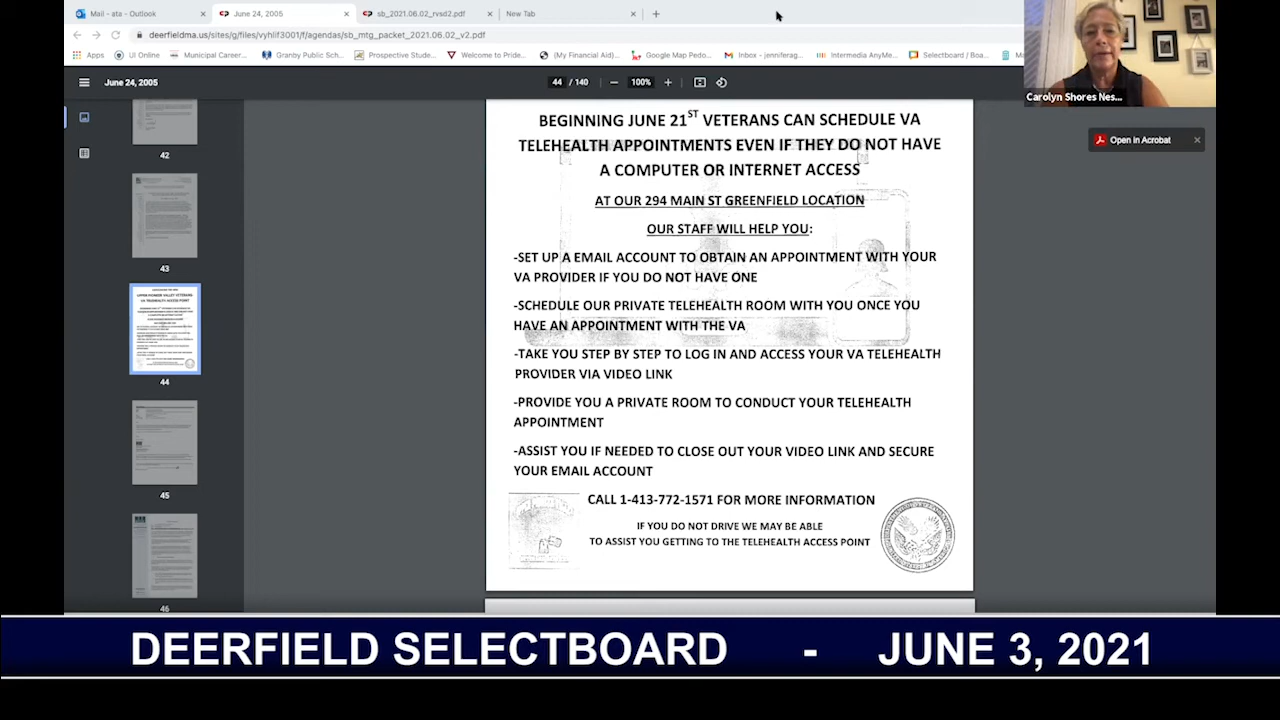 Mail - ata - Outlook
June 24, 2005
sb_2021.06.02_rvsd2.pdf
New Tab
deerfieldma.us/sites/g/files/vyhlif3001/f/agendas/sb_mtg_packet_2021.06.02_v2.pdf
Apps
UI Online
Municipal Career...
Granby Public Sch...
Prospective Stude...
Welcome to Pride...
(My Financial Aid)...
Google Map Pedo...
Inbox - jenniferag...
Intermedia AnyMe...
Selectboard / Boa...
June 24, 2005
44 / 140
100%
Carolyn Shores Nes...
Open in Acrobat
42
43
44
45
46
BEGINNING JUNE 21ST VETERANS CAN SCHEDULE VA
TELEHEALTH APPOINTMENTS EVEN IF THEY DO NOT HAVE
A COMPUTER OR INTERNET ACCESS
AT OUR 294 MAIN ST GREENFIELD LOCATION
OUR STAFF WILL HELP YOU:
-SET UP A EMAIL ACCOUNT TO OBTAIN AN APPOINTMENT WITH YOUR
VA PROVIDER IF YOU DO NOT HAVE ONE
-SCHEDULE A PRIVATE TELEHEALTH ROOM WITH YOU ONCE YOU
HAVE AN APPOINTMENT WITH THE VA
-TAKE YOU STEP BY STEP TO LOG IN AND ACCESS YOUR VA TELEHEALTH
PROVIDER VIA VIDEO LINK
-PROVIDE YOU A PRIVATE ROOM TO CONDUCT YOUR TELEHEALTH
APPOINTMENT
-ASSIST YOU IF NEEDED TO CLOSE OUT YOUR VIDEO LINK AND SECURE
YOUR EMAIL ACCOUNT
CALL 1-413-772-1571 FOR MORE INFORMATION
IF YOU DO NOT DRIVE WE MAY BE ABLE
TO ASSIST YOU GETTING TO THE TELEHEALTH ACCESS POINT
DEERFIELD SELECTBOARD - JUNE 3, 2021